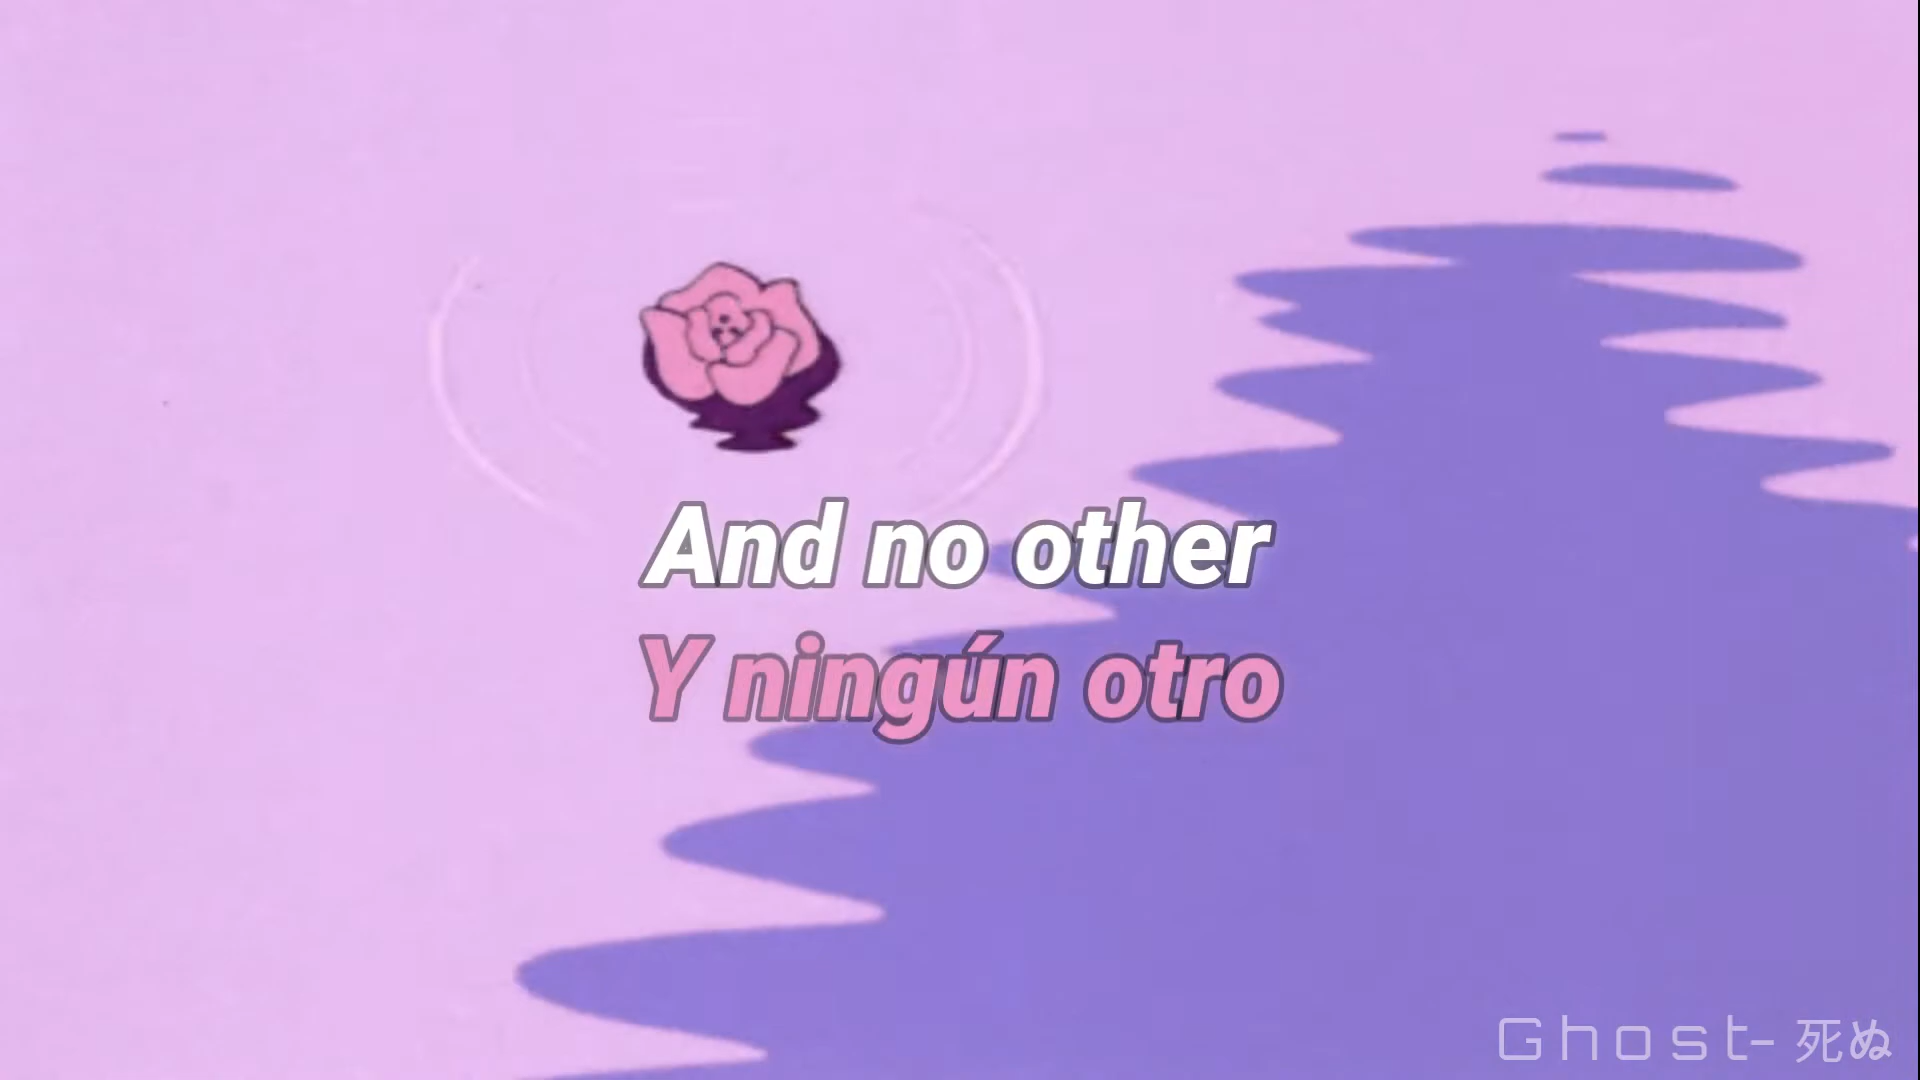 And no other
Y ningún otro
Ghost-死ぬ